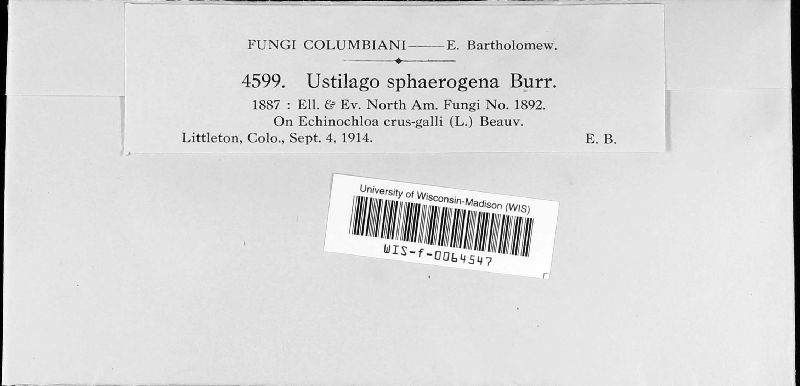 FUNGI COLUMBIANI——E. Bartholomew.
4599. Ustilago sphaerogena Burr.
1887 : Ell. & Ev. North Am. Fungi No. 1892.
On Echinochloa crus-galli (L.) Beauv.
Littleton, Colo., Sept. 4, 1914. E. B.
University of Wisconsin-Madison (WIS)
WIS-f-0064547